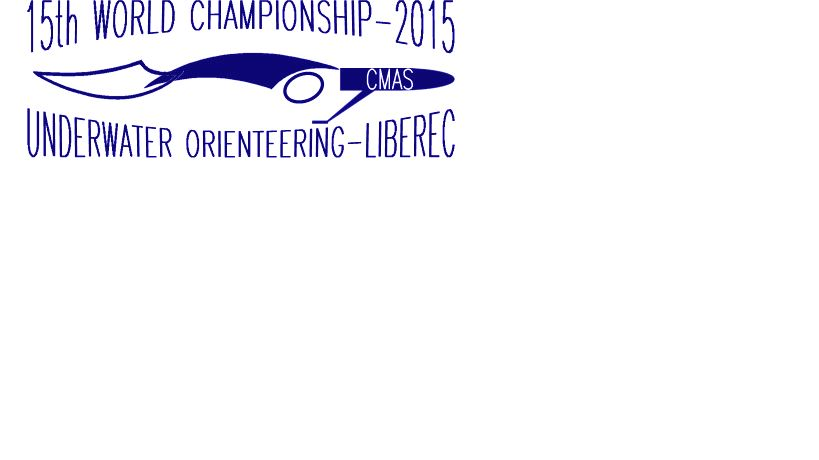 15th WORLD CHAMPIONSHIP-2015
CMAS
UNDERWATER ORIENTEERING-LIBEREC